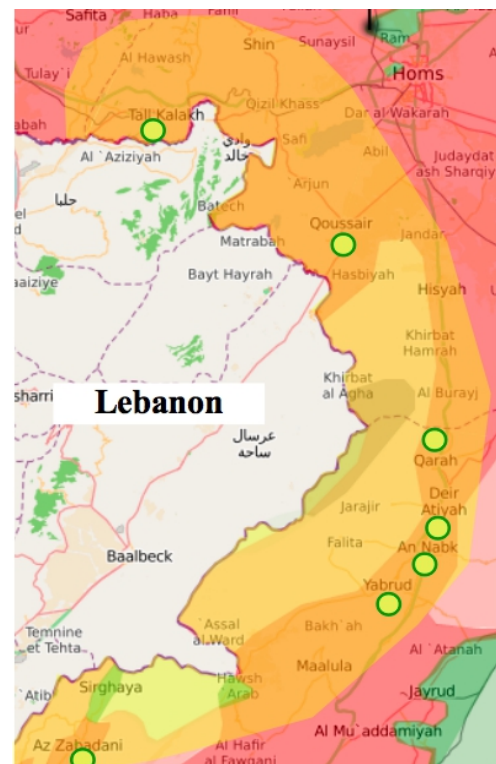 Safita
Haba
Shin
Sunaysil
Ram
Al Hawash
Tulay`i
Homs
Qizil Khass
Tall Kalakh
Dar al Wakarah
abah
وادي
خالد
Safi
Abil
Al `Aziziyah
Judaydat
ash Sharqiy
حلبا
Arjun
Batech
Qoussair
Jandar
Matrabah
aaiziye
Bayt Hayrah
Hasbiyah
Hisyah
Khirbat
Hamrah
Khirbat
al Agha
Al Burayj
sharri
Lebanon
عرسال
ساحة
Qarah
Deir
Atiyah
Jarajir
Falita
An Nabk
Baalbeck
Yabrud
`Assal
al Ward
Bakh`ah
Temnine
et Tehta
Al `Atanah
Maalula
Hawsh
`Arab
Sirghaya
`Atib
Jayrud
Az Zabadani
Al Mu`addamiyah
Al Hafir
al Fawqani